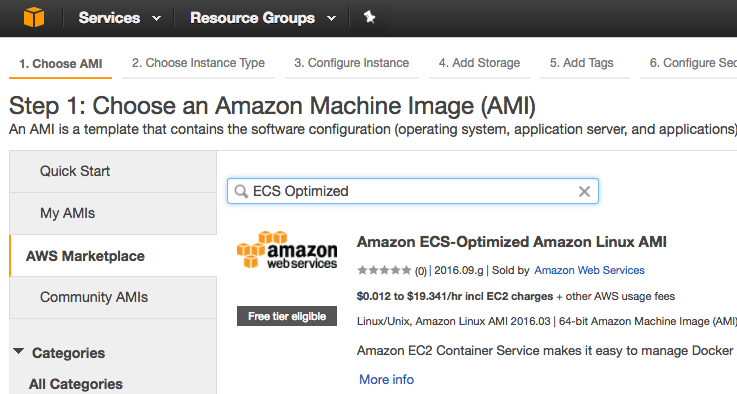 Services Resource Groups
1. Choose AMI 2. Choose Instance Type 3. Configure Instance 4. Add Storage 5. Add Tags 6. Configure Sec
Step 1: Choose an Amazon Machine Image (AMI)
An AMI is a template that contains the software configuration (operating system, application server, and applications)
Quick Start
My AMIs
AWS Marketplace
Community AMIs
Categories
All Categories
ECS Optimized
amazon
web services
Free tier eligible
Amazon ECS-Optimized Amazon Linux AMI
(0) | 2016.09.g | Sold by Amazon Web Services
$0.012 to $19.341/hr incl EC2 charges + other AWS usage fees
Linux/Unix, Amazon Linux AMI 2016.03 | 64-bit Amazon Machine Image (AMI)
Amazon EC2 Container Service makes it easy to manage Docker
More info